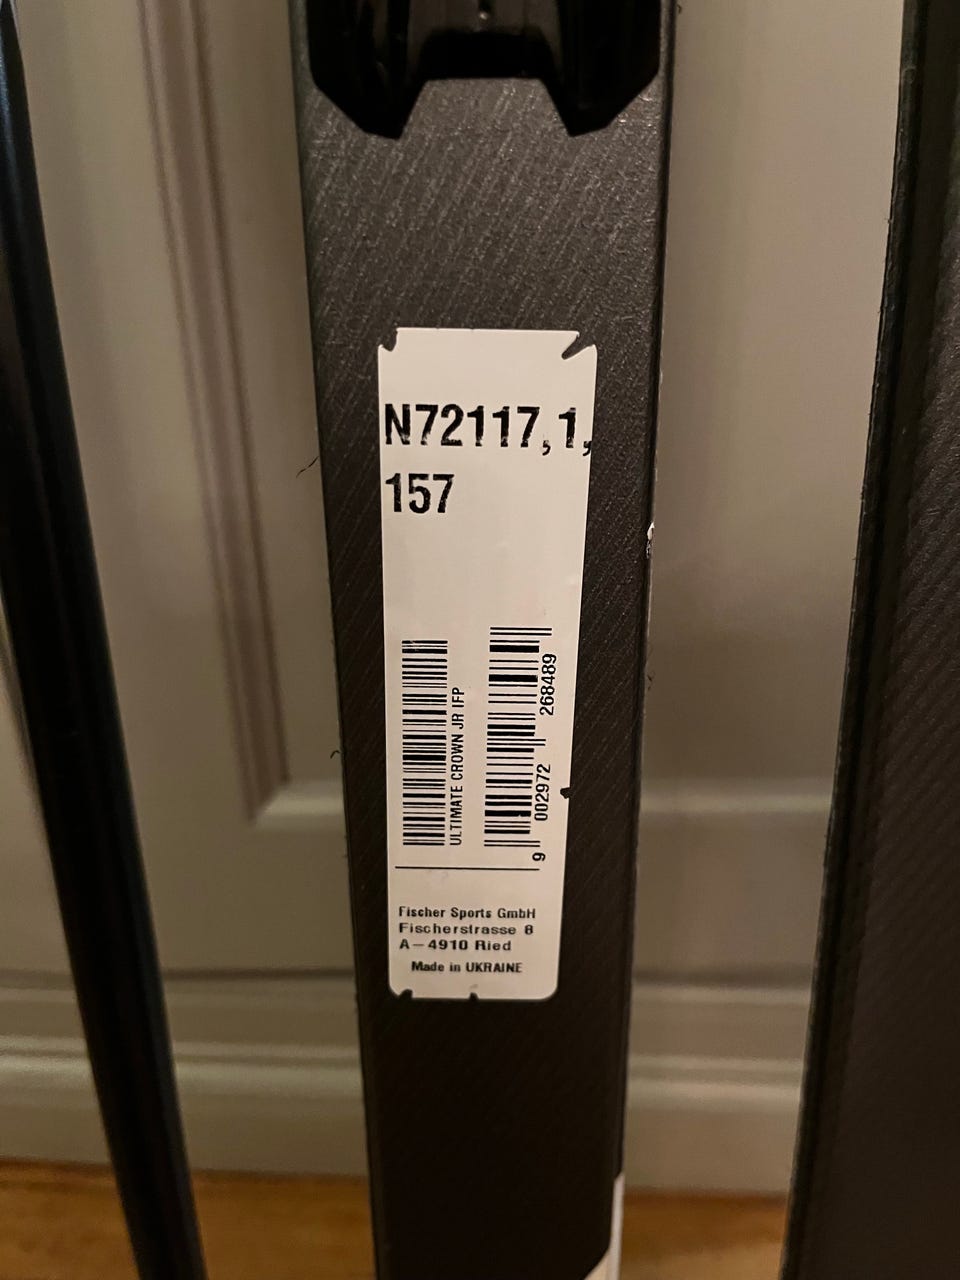 N72117,1,
157
ULTIMATE CROWN JR IFP
9 002972 268489
Fischer Sports GmbH
Fischerstrasse 8
A-4910 Ried
Made in UKRAINE